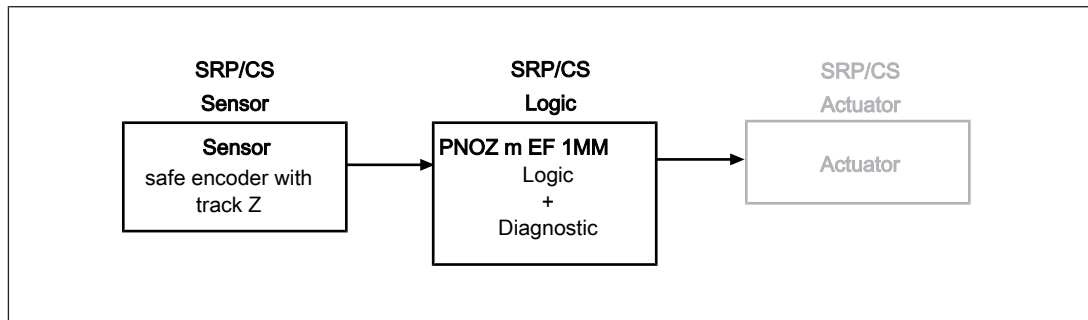 SRP/CS
Sensor
Sensor
safe encoder with
track Z
SRP/CS
Logic
PNOZ m EF 1MM
Logic
+
Diagnostic
SRP/CS
Actuator
Actuator